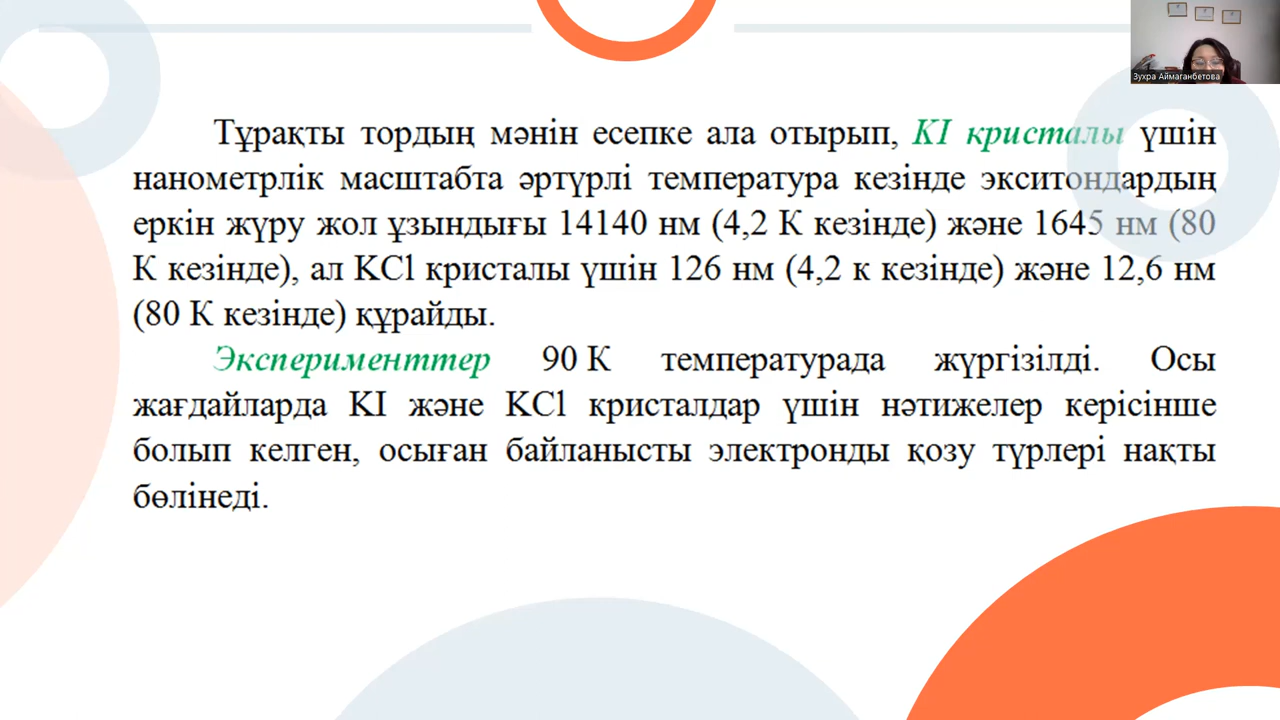 Зухра Аймаганбетова
Тұрақты тордың мәнін есепке ала отырып, KI кристалы үшін
нанометрлік масштабта әртүрлі температура кезінде экситондардың
еркін жүру жол ұзындығы 14140 нм (4,2 К кезінде) және 1645 нм (80
К кезінде), ал KCl кристалы үшін 126 нм (4,2 к кезінде) және 12,6 нм
(80 К кезінде) құрайды.
Эксперименттер 90 К температурада жүргізілді. Осы
жағдайларда KI және KCl кристалдар үшін нәтижелер керісінше
болып келген, осыған байланысты электронды қозу түрлері нақты
бөлінеді.